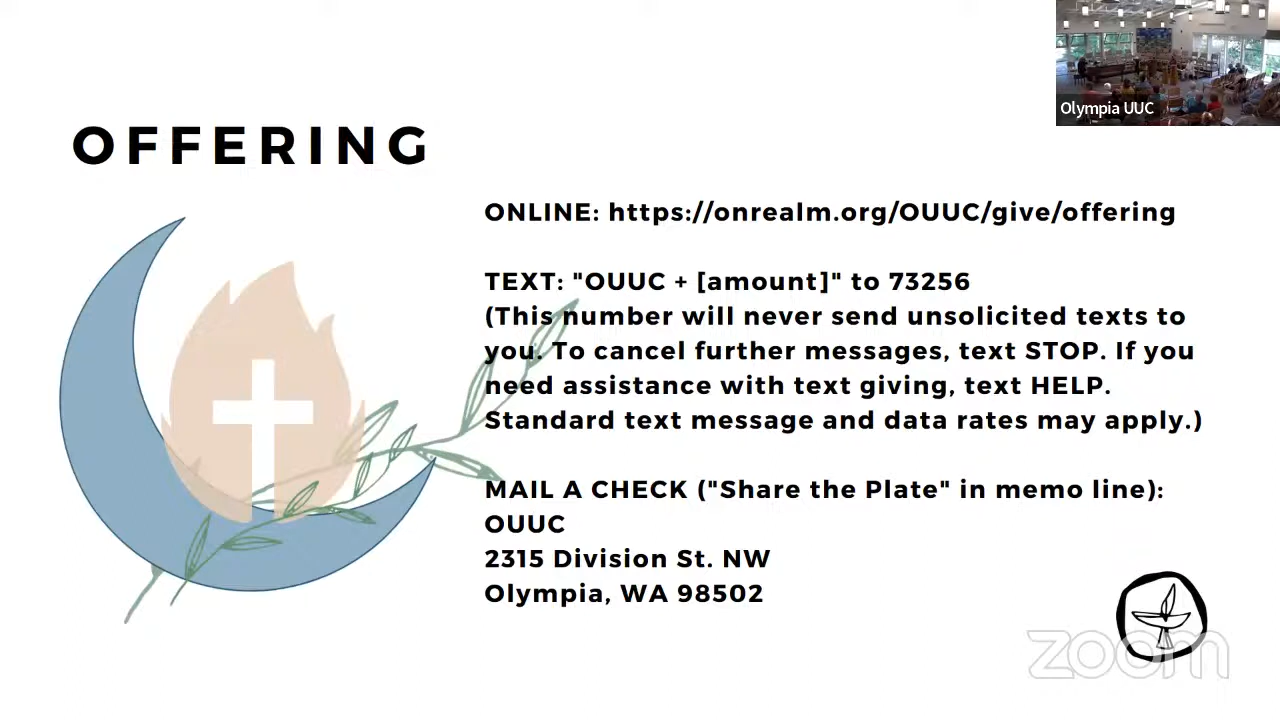 Olympia UUC
OFFERING
ONLINE: https://onrealm.org/OUUC/give/offering
TEXT: "OUUC + [amount]" to 73256
(This number will never send unsolicited texts to
you. To cancel further messages, text STOP. If you
need assistance with text giving, text HELP.
Standard text message and data rates may apply.)
MAIL A CHECK ("Share the Plate" in memo line):
OUUC
2315 Division St. NW
Olympia, WA 98502
zoom